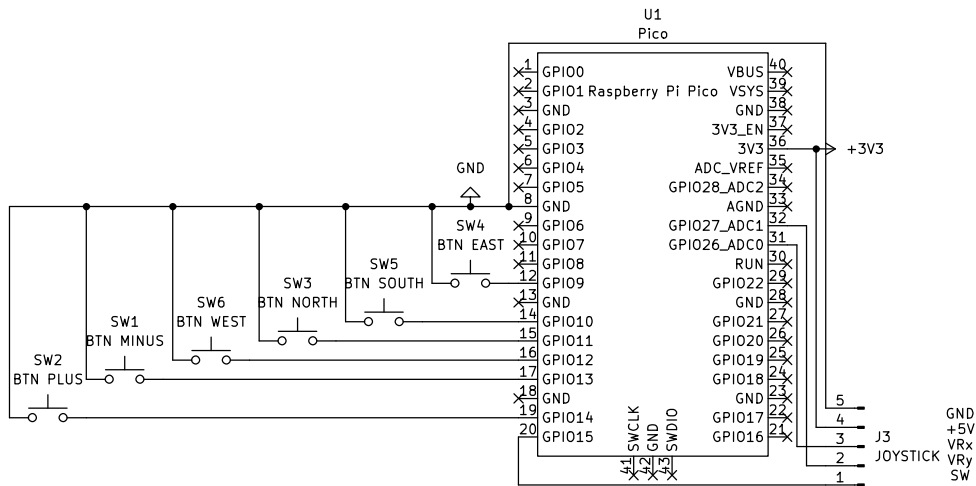 U1
Pico
Raspberry Pi Pico
1 GPIO0
2 GPIO1
3 GND
4 GPIO2
5 GPIO3
6 GPIO4
7 GPIO5
8 GND
9 GPIO6
10 GPIO7
11 GPIO8
12 GPIO9
13 GND
14 GPIO10
15 GPIO11
16 GPIO12
17 GPIO13
18 GND
19 GPIO14
20 GPIO15
VBUS 40
VSYS 39
GND 38
3V3_EN 37
3V3 36
ADC_VREF 35
GPIO28_ADC2 34
AGND 33
GPIO27_ADC1 32
GPIO26_ADC0 31
RUN 30
GPIO22 29
GND 28
GPIO21 27
GPIO20 26
GPIO19 25
GPIO18 24
GND 23
GPIO17 22
GPIO16 21
41 SWCLK
42 GND
43 SWDIO
+3V3
GND
SW4
BTN EAST
SW5
BTN SOUTH
SW3
BTN NORTH
SW6
BTN WEST
SW1
BTN MINUS
SW2
BTN PLUS
J3
JOYSTICK
5 GND
4 +5V
3 VRx
2 VRy
1 SW